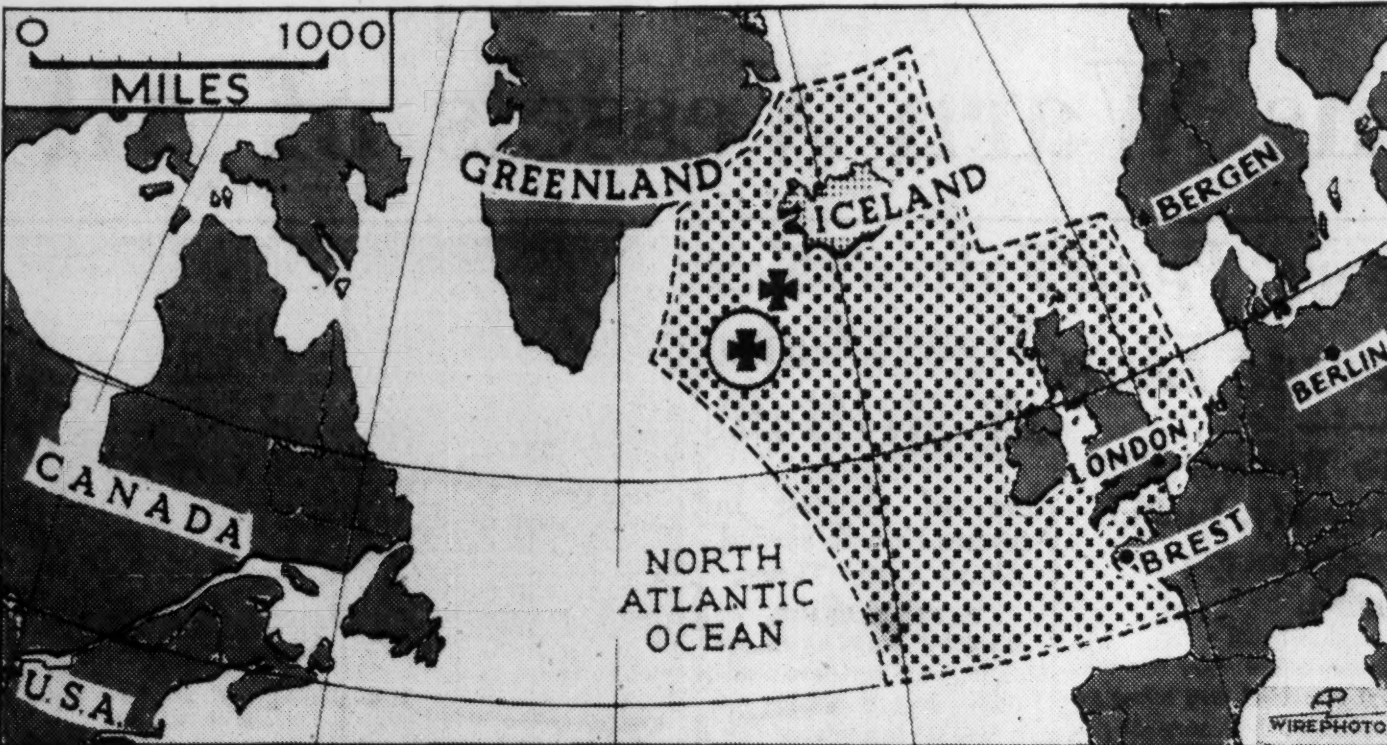 0 1000
MILES
GREENLAND
ICELAND
BERGEN
BERLIN
LONDON
BREST
CANADA
NORTH
ATLANTIC
OCEAN
U.S.A.
AP
WIREPHOTO